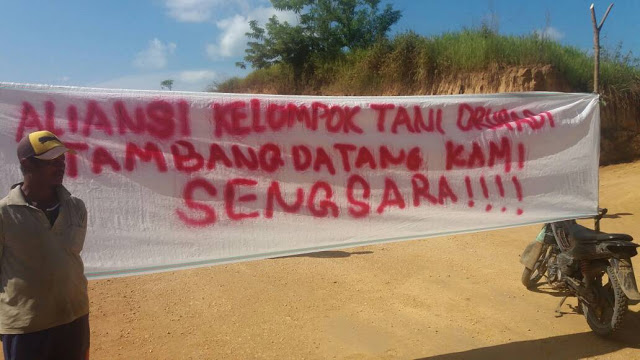 ALIANSI KELOMPOK TANI
TAMBANG DATANG KAMI
SENGSARA!!!!